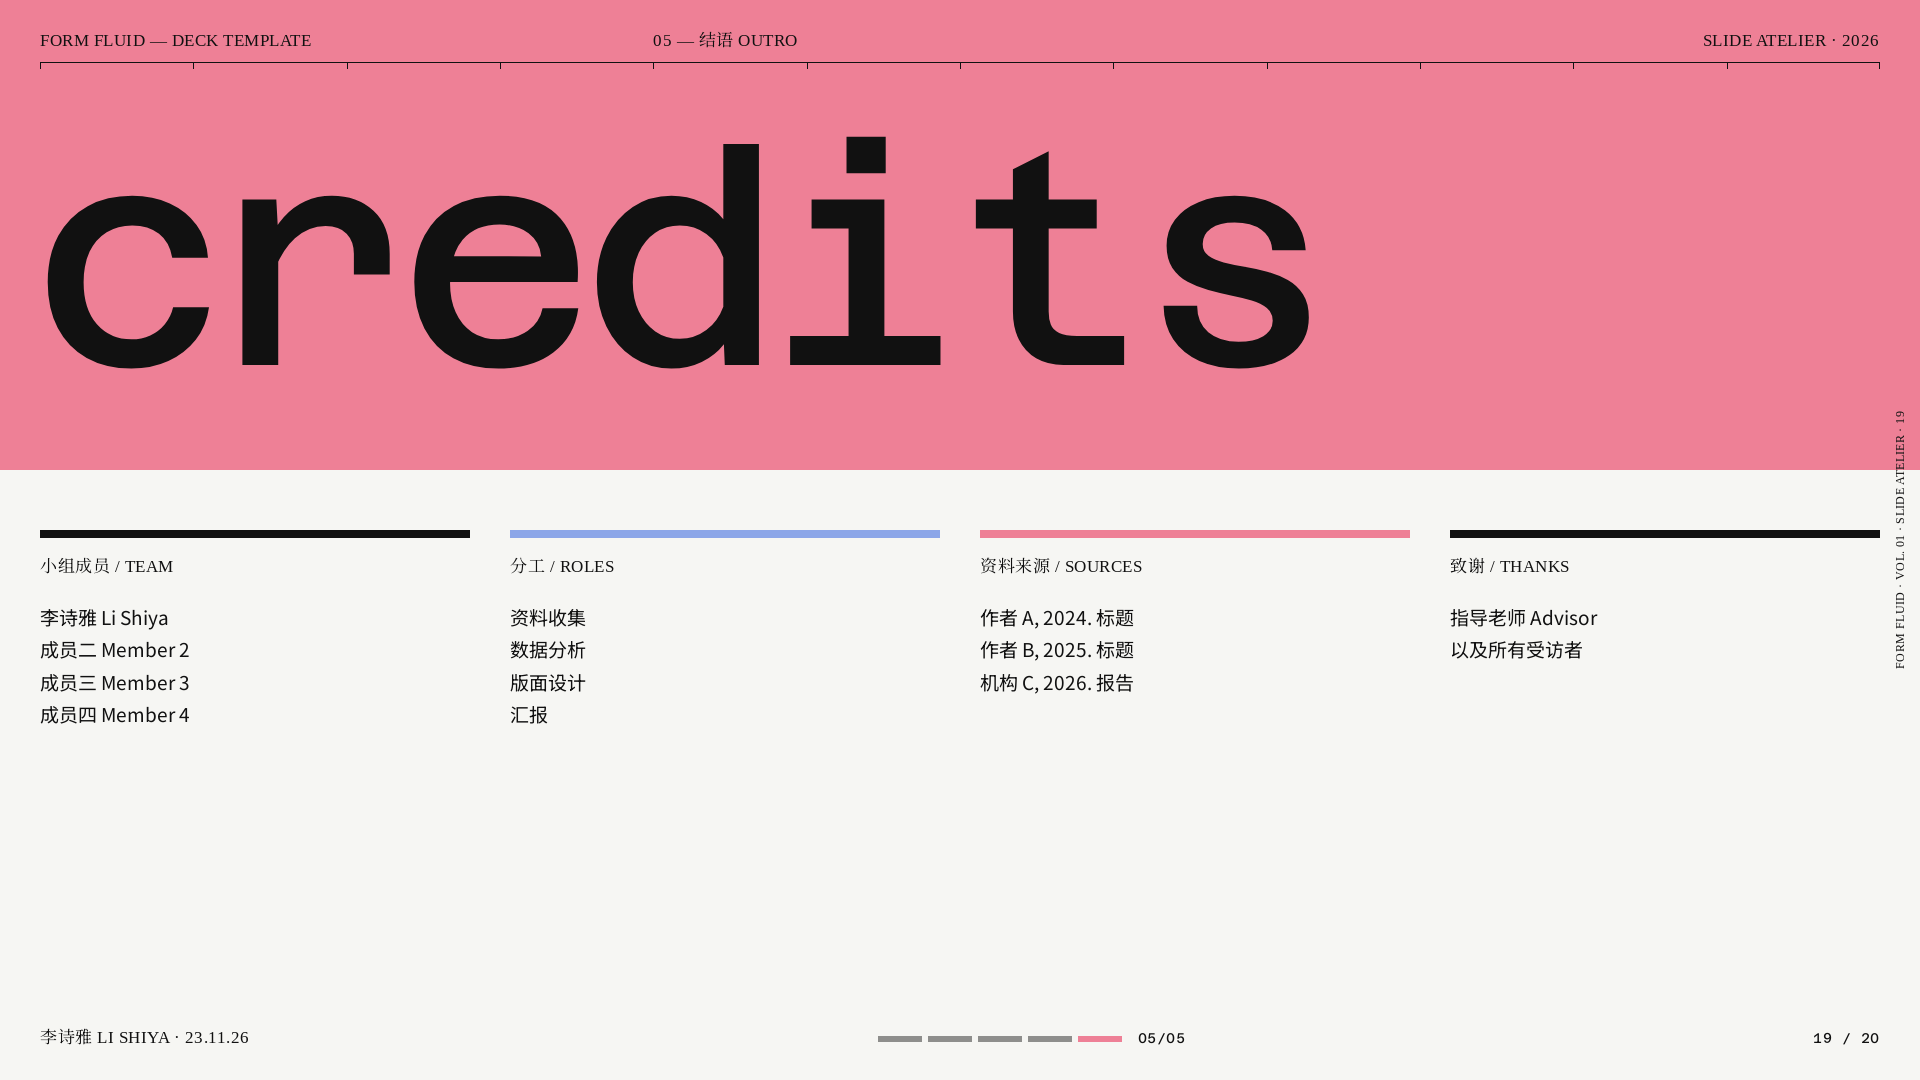 FORM FLUID — DECK TEMPLATE
05 — 结语 OUTRO
SLIDE ATELIER · 2026
credits
FORM FLUID · VOL. 01 · SLIDE ATELIER · 19
小组成员 / TEAM
李诗雅 Li Shiya
成员二 Member 2
成员三 Member 3
成员四 Member 4
分工 / ROLES
资料收集
数据分析
版面设计
汇报
资料来源 / SOURCES
作者 A, 2024. 标题
作者 B, 2025. 标题
机构 C, 2026. 报告
致谢 / THANKS
指导老师 Advisor
以及所有受访者
李诗雅 LI SHIYA · 23.11.26
05/05
19 / 20